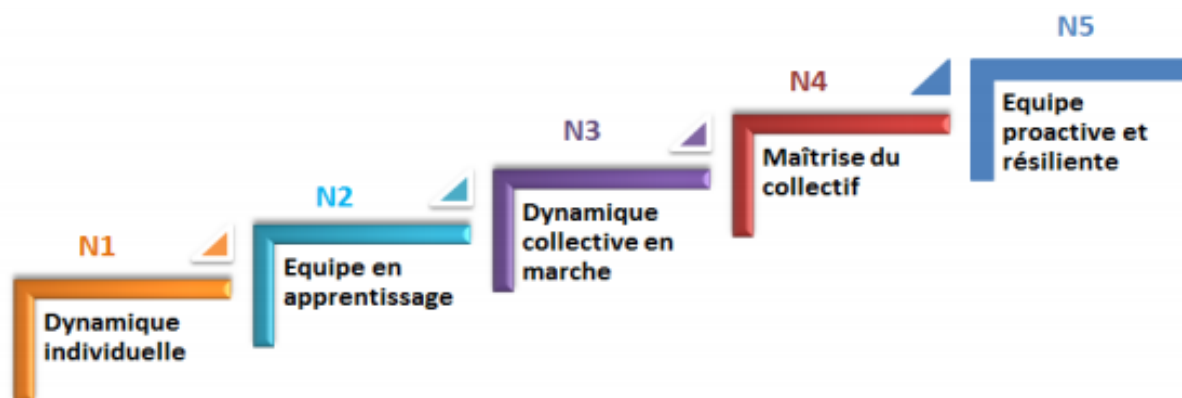 N1
Dynamique
individuelle
N2
Equipe en
apprentissage
N3
Dynamique
collective en
marche
N4
Maîtrise du
collectif
N5
Equipe
proactive et
résiliente